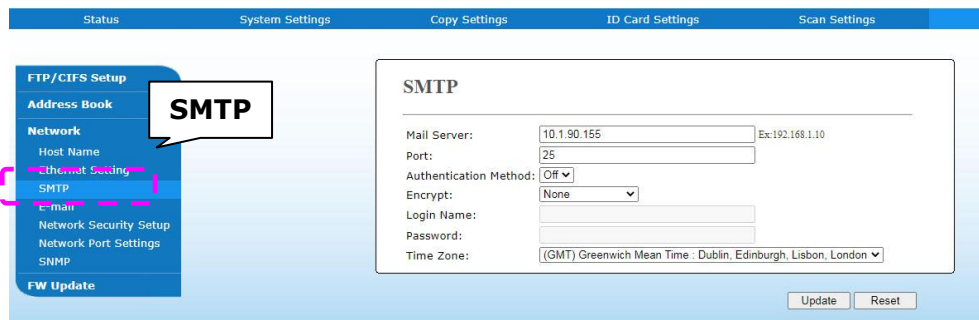 Status System Settings Copy Settings ID Card Settings Scan Settings
FTP/CIFS Setup
Address Book
Network
Host Name
Ethernet Setting
SMTP
E-mail
Network Security Setup
Network Port Settings
SNMP
FW Update
SMTP
SMTP
Mail Server: 10.1.90.155 Ex:192.168.1.10
Port: 25
Authentication Method: Off
Encrypt: None
Login Name:
Password:
Time Zone: (GMT) Greenwich Mean Time : Dublin, Edinburgh, Lisbon, London
Update Reset